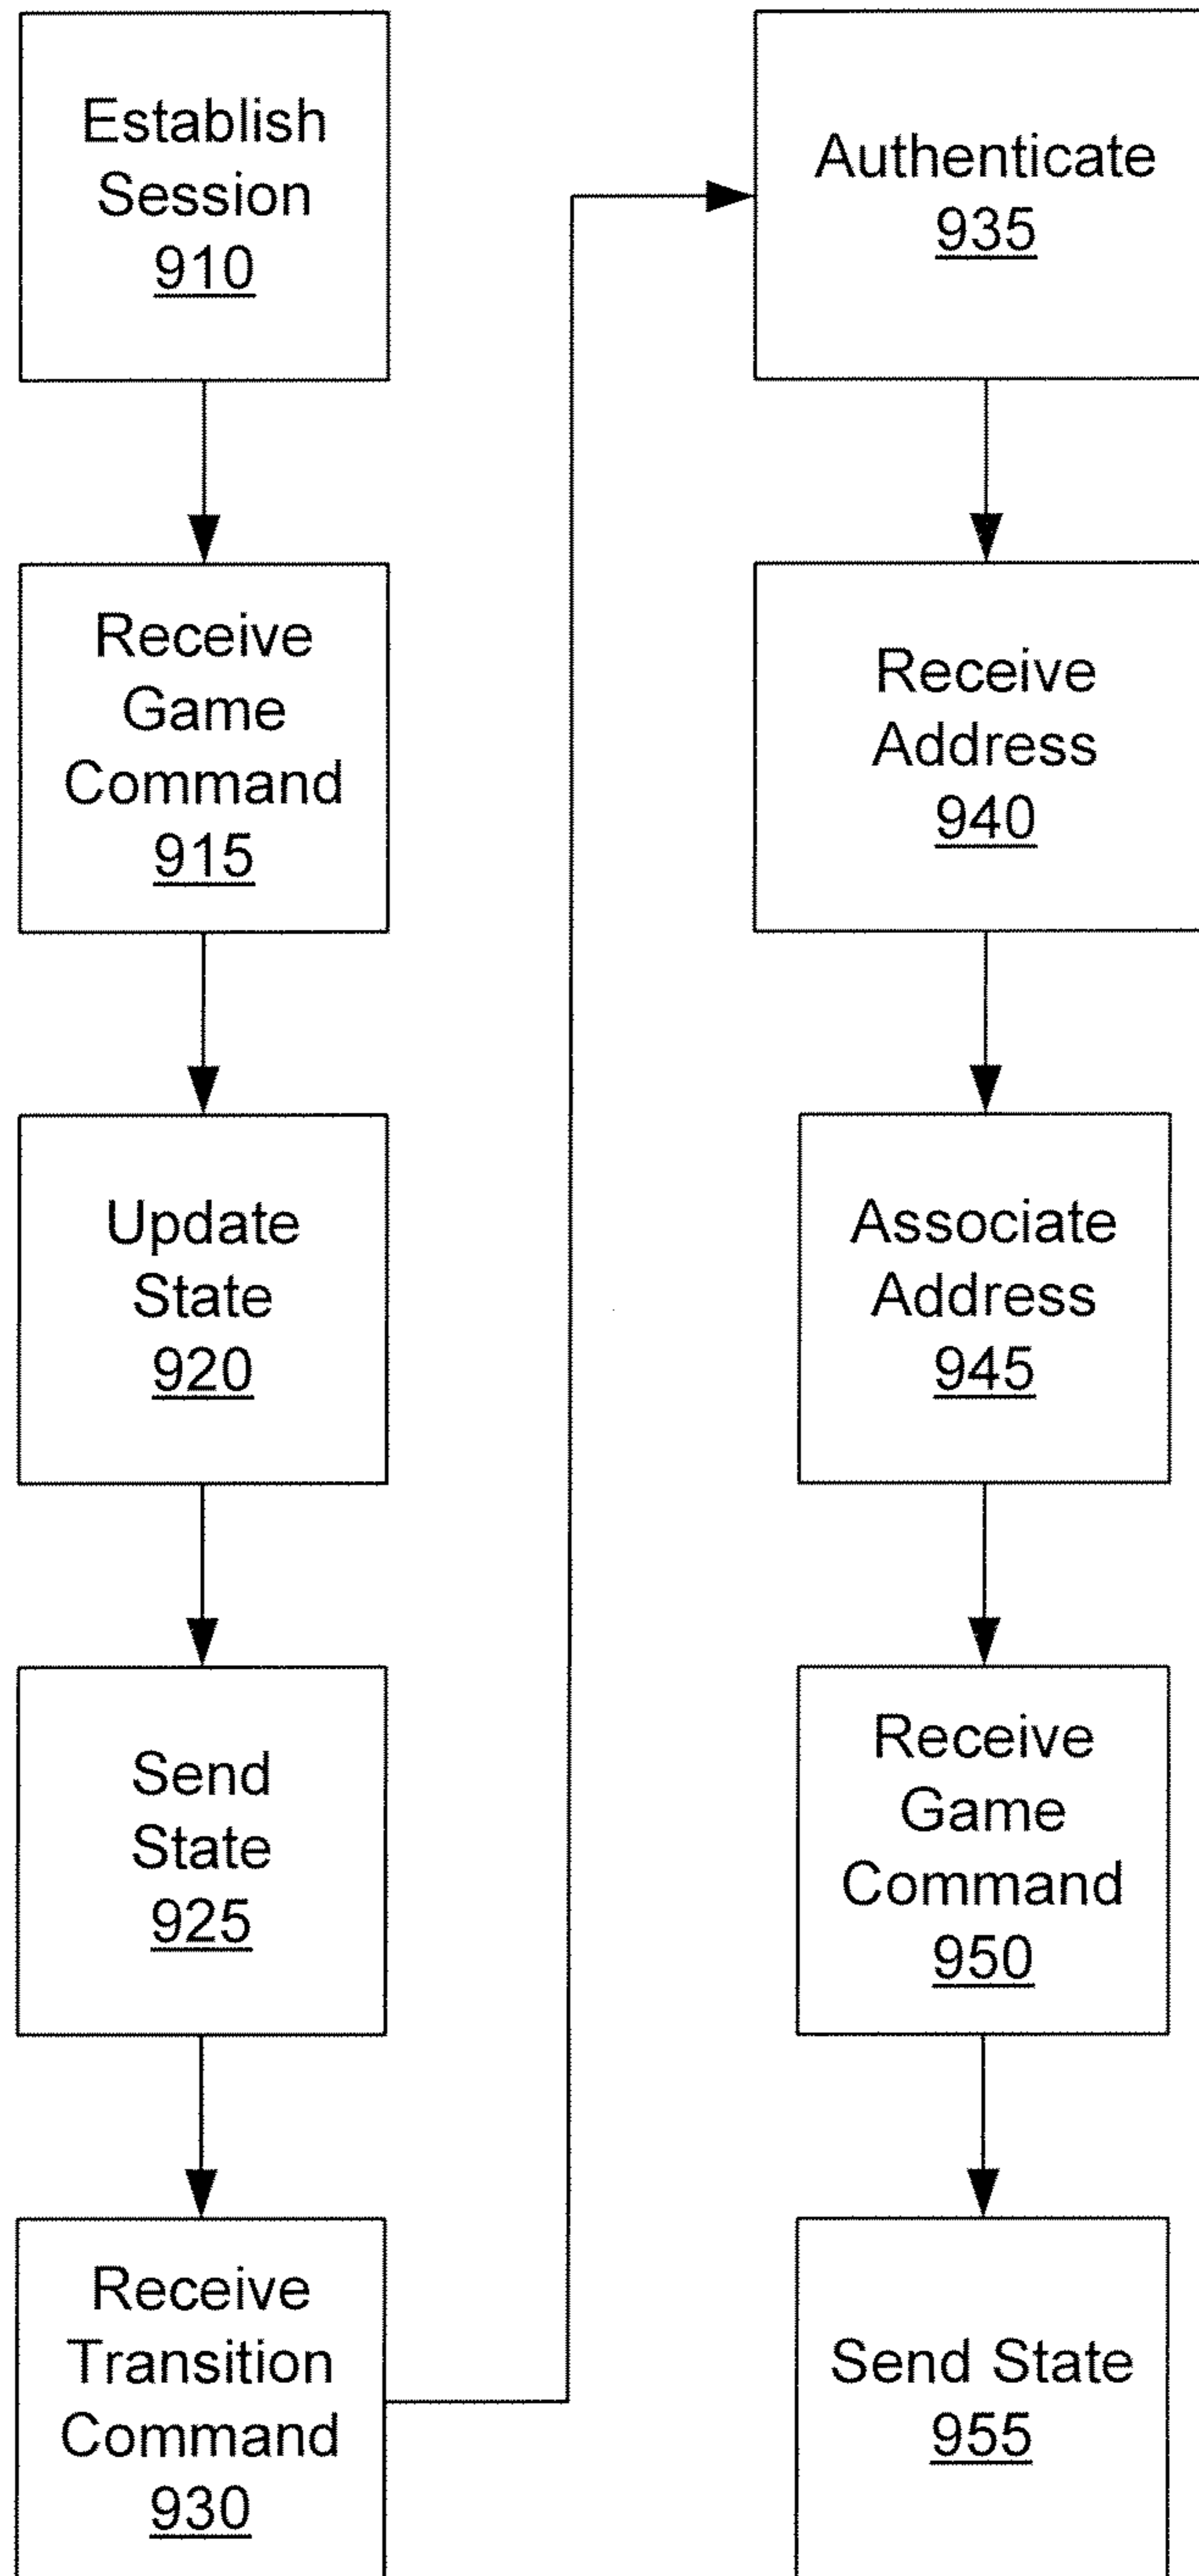 Establish
Session
910
Receive
Game
Command
915
Update
State
920
Send
State
925
Receive
Transition
Command
930
Authenticate
935
Receive
Address
940
Associate
Address
945
Receive
Game
Command
950
Send State
955